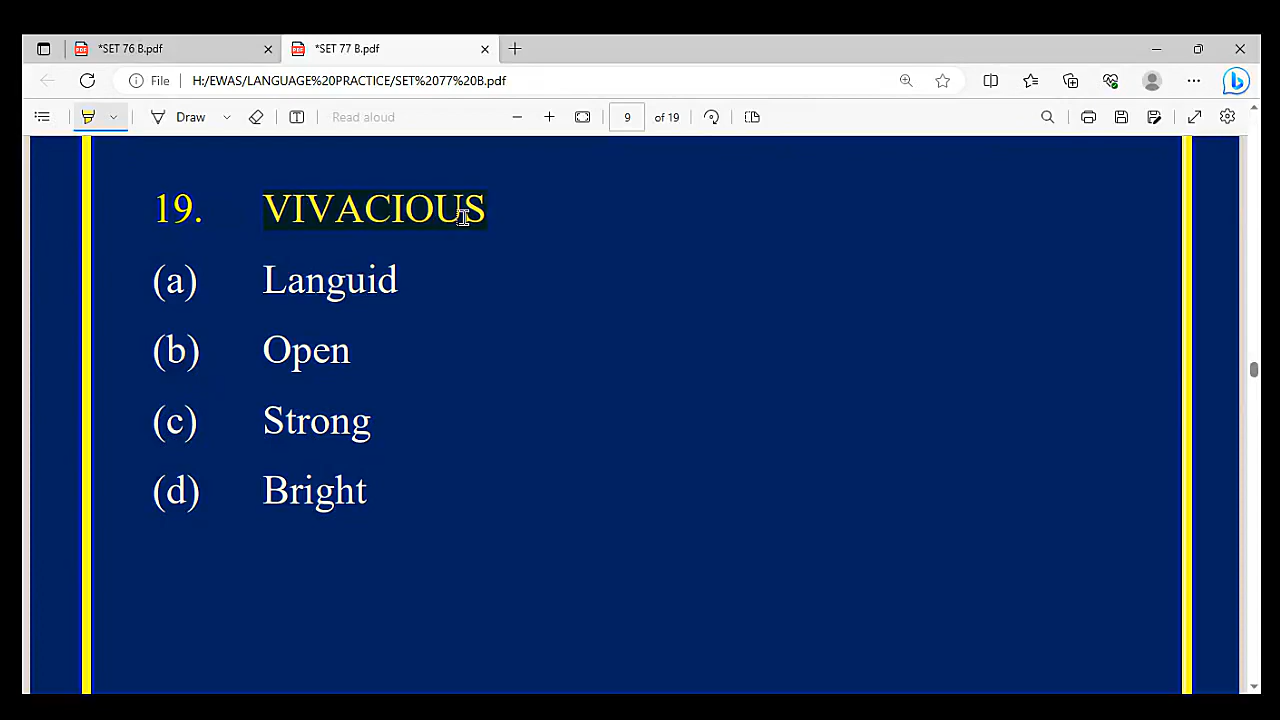 *SET 76 B.pdf
*SET 77 B.pdf
File
H:/EWAS/LANGUAGE%20PRACTICE/SET%2077%20B.pdf
Draw
Read aloud
9
of 19
19. VIVACIOUS
(a) Languid
(b) Open
(c) Strong
(d) Bright